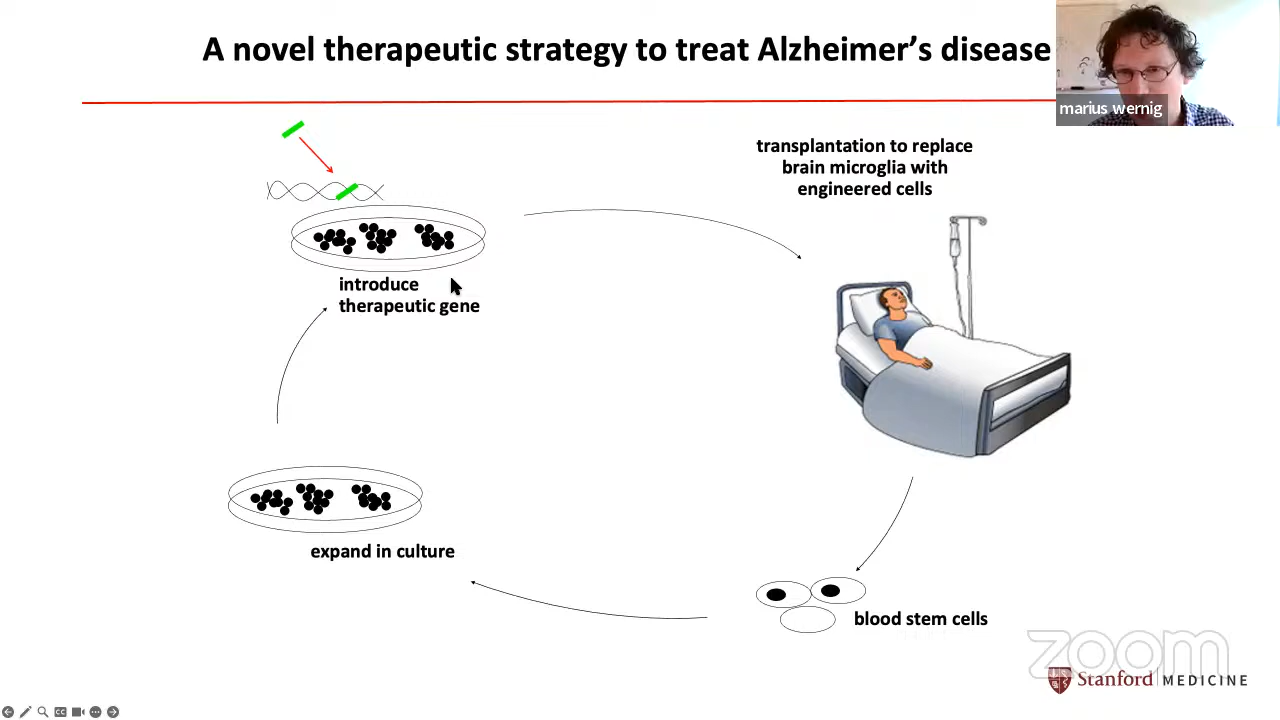 A novel therapeutic strategy to treat Alzheimer’s disease
marius wernig
transplantation to replace
brain microglia with
engineered cells
introduce
therapeutic gene
expand in culture
blood stem cells
zoom
Stanford MEDICINE
CC